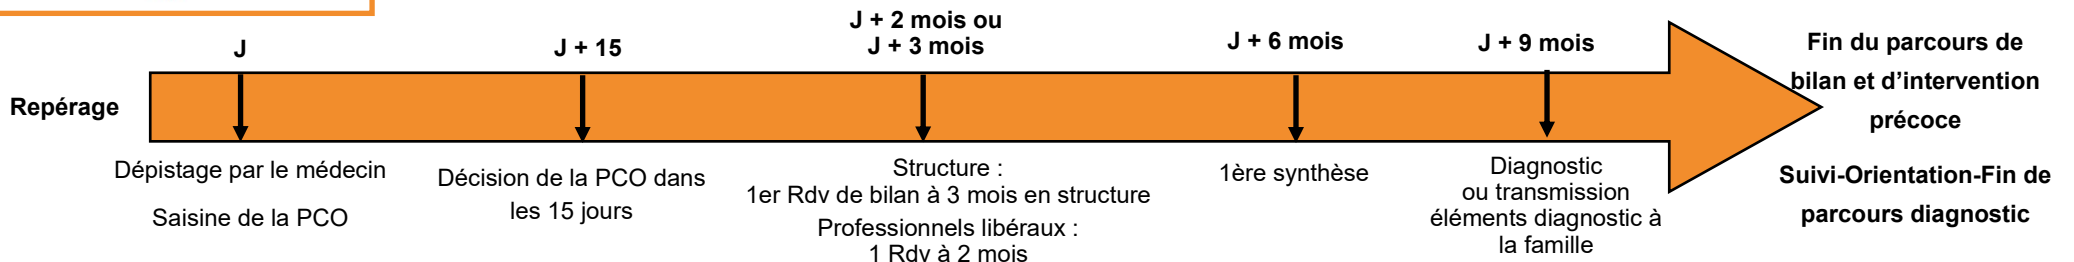 Repérage
J
Dépistage par le médecin
Saisine de la PCO
J + 15
Décision de la PCO dans
les 15 jours
J + 2 mois ou
J + 3 mois
Structure :
1er Rdv de bilan à 3 mois en structure
Professionnels libéraux :
1 Rdv à 2 mois
J + 6 mois
1ère synthèse
J + 9 mois
Diagnostic
ou transmission
éléments diagnostic à
la famille
Fin du parcours de
bilan et d'intervention
précoce
Suivi-Orientation-Fin de
parcours diagnostic